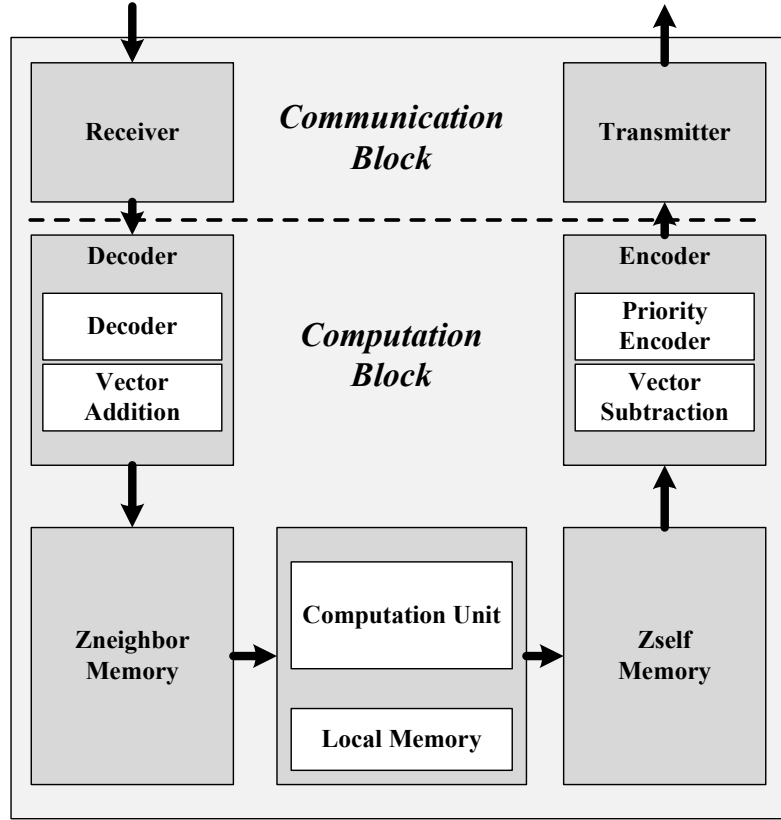 Receiver
Communication
Block
Transmitter
Decoder
Decoder
Vector
Addition
Computation
Block
Encoder
Priority
Encoder
Vector
Subtraction
Zneighbor
Memory
Computation Unit
Local Memory
Zself
Memory